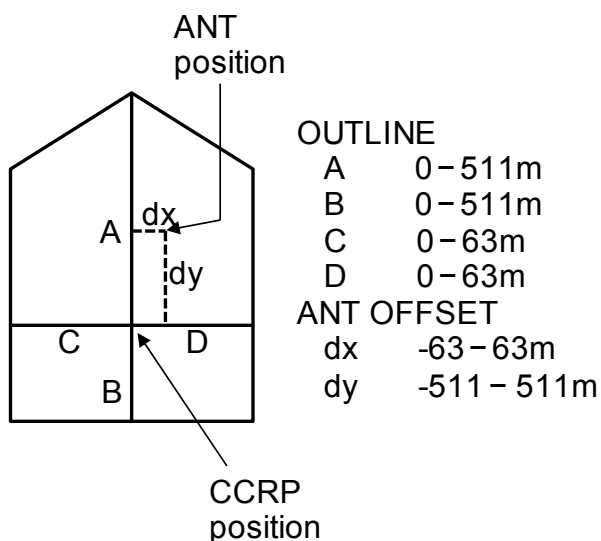 ANT
position
OUTLINE
A 0–511m
B 0–511m
C 0–63m
D 0–63m
ANT OFFSET
dx -63–63m
dy -511–511m
dx
A
dy
C D
B
CCRP
position